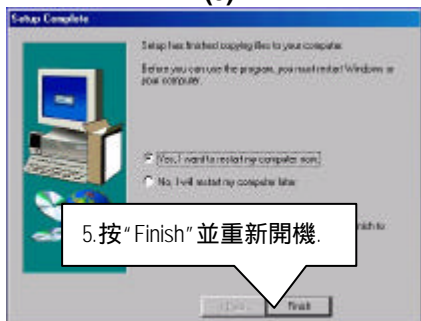 Setup Complete
Setup has finished copying files to your computer.
Before you can use the program, you must restart Windows or
your computer.
Yes, I want to restart my computer now.
No, I will restart my computer later.
5.按“Finish”並重新開機.
Finish